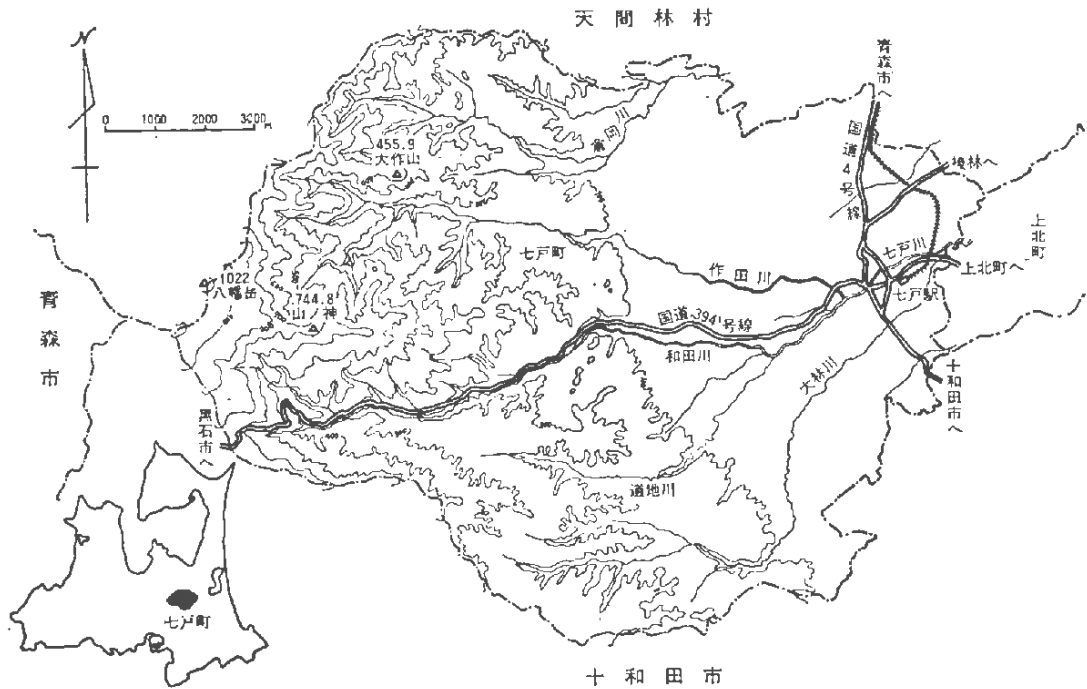 天間林村
N
0 1000 2000 3000m
青森市へ
国道4号線
榎林へ
上北町
455.9
大作山
七戸川
上北町へ
七戸町
作田川
七戸駅
1022
八幡岳
744.8
山ノ神
国道394号線
和田川
大林川
青森市
十和田市へ
黒石市へ
道地川
七戸町
十和田市